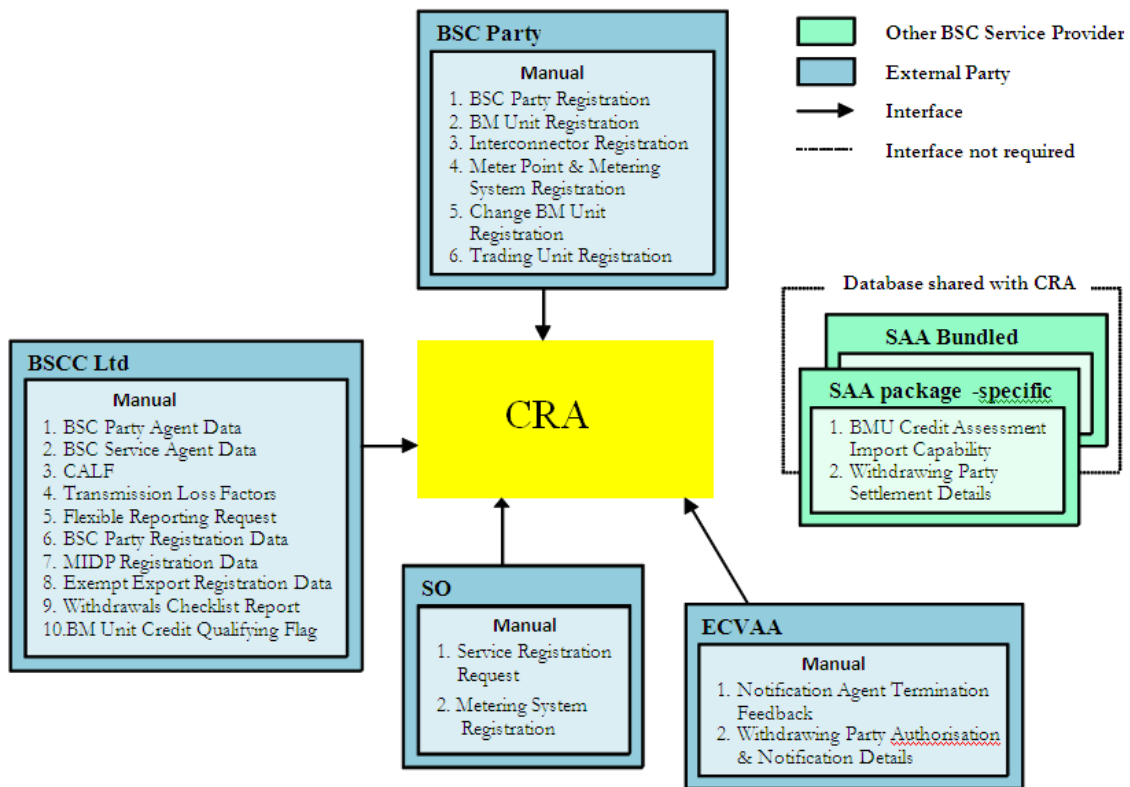 BSC Party
Manual
1. BSC Party Registration
2. BM Unit Registration
3. Interconnector Registration
4. Meter Point & Metering
System Registration
5. Change BM Unit
Registration
6. Trading Unit Registration
Other BSC Service Provider
External Party
Interface
Interface not required
BSCC Ltd
Manual
1. BSC Party Agent Data
2. BSC Service Agent Data
3. CALF
4. Transmission Loss Factors
5. Flexible Reporting Request
6. BSC Party Registration Data
7. MIDP Registration Data
8. Exempt Export Registration Data
9. Withdrawals Checklist Report
10.BM Unit Credit Qualifying Flag
CRA
Database shared with CRA
SAA Bundled
SAA package -specific
1. BMU Credit Assessment
Import Capability
2. Withdrawing Party
Settlement Details
SO
Manual
1. Service Registration
Request
2. Metering System
Registration
ECVAA
Manual
1. Notification Agent Termination
Feedback
2. Withdrawing Party Authorisation
& Notification Details